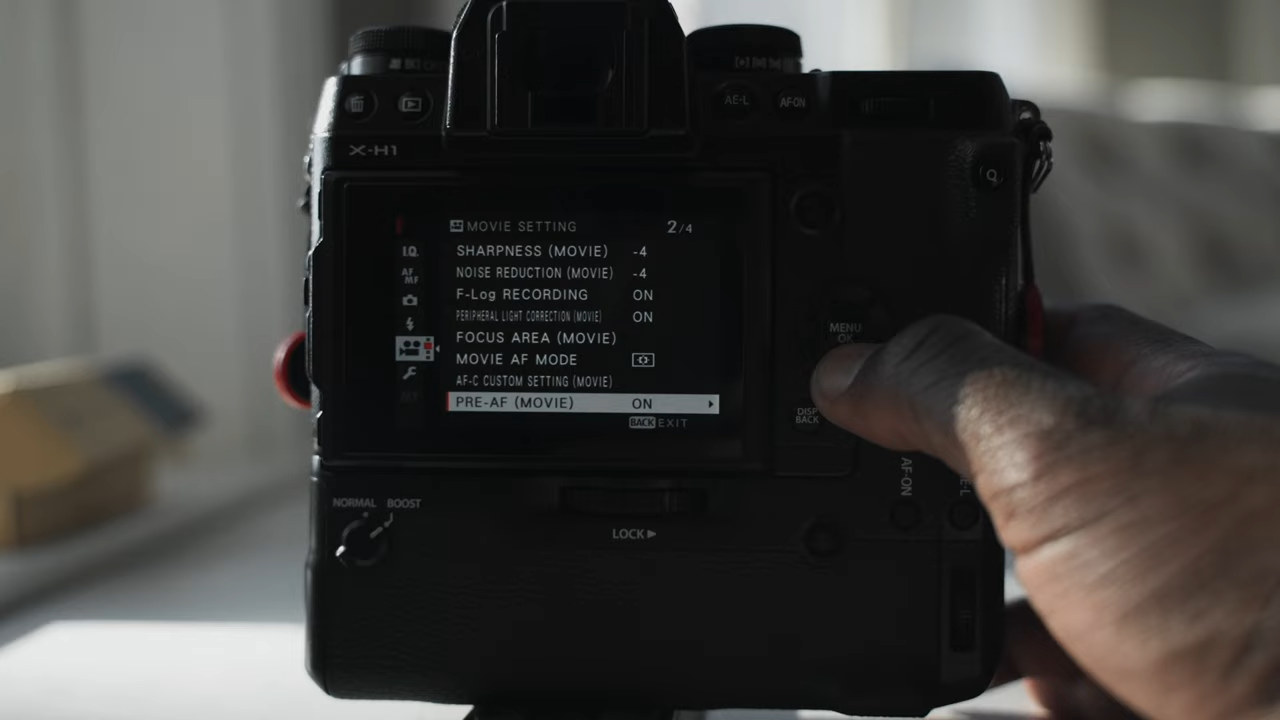 AE-L
AFON
X-H1
Q
MOVIE SETTING 2/4
I.Q.
AF
MF
SHARPNESS (MOVIE) -4
NOISE REDUCTION (MOVIE) -4
F-Log RECORDING ON
PERIPHERAL LIGHT CORRECTION (MOVIE) ON
FOCUS AREA (MOVIE)
MOVIE AF MODE
AF-C CUSTOM SETTING (MOVIE)
PRE-AF (MOVIE) ON
BACK EXIT
MENU
OK
DISP
BACK
AF-ON
NORMAL BOOST
LOCK